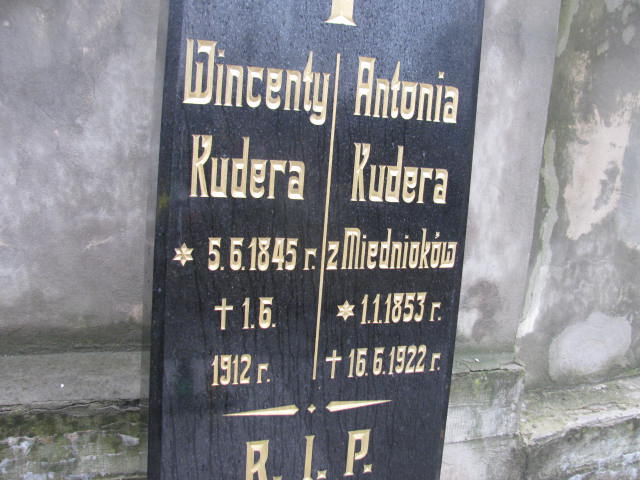 Wincenty
Kudera
* 5.6.1845 r.
† 1.6.
1912 r.
Antonia
Kudera
z Miednioków
* 1.1.1853 r.
† 16.6.1922 r.
R. I. P.